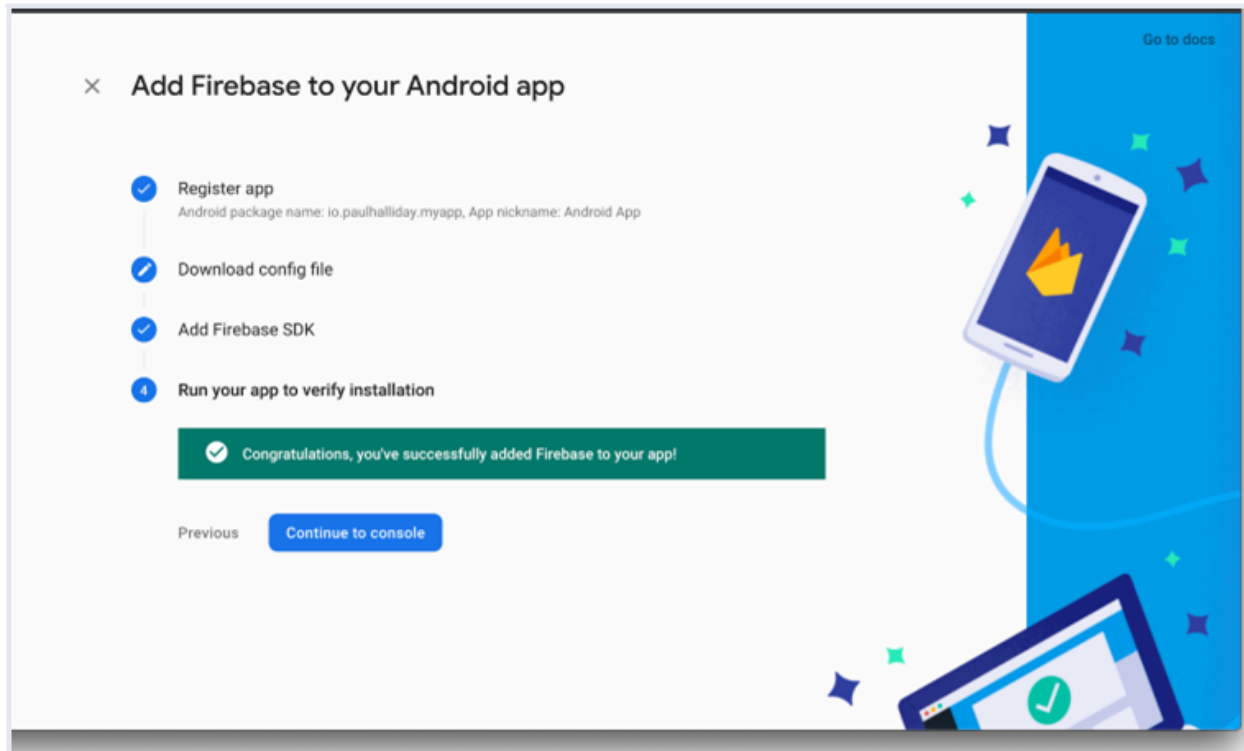 Go to docs
Add Firebase to your Android app
Register app
Android package name: io.paulhalliday.myapp, App nickname: Android App
Download config file
Add Firebase SDK
4
Run your app to verify installation
Congratulations, you've successfully added Firebase to your app!
Previous
Continue to console